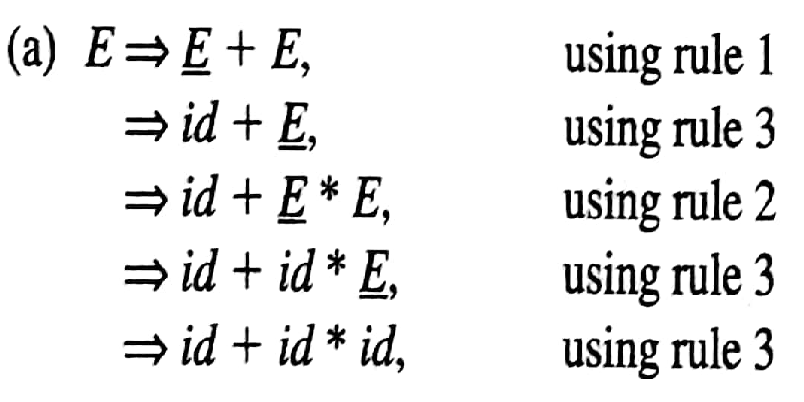 (a) E ⇒ E + E, using rule 1
⇒ id + E, using rule 3
⇒ id + E * E, using rule 2
⇒ id + id * E, using rule 3
⇒ id + id * id, using rule 3